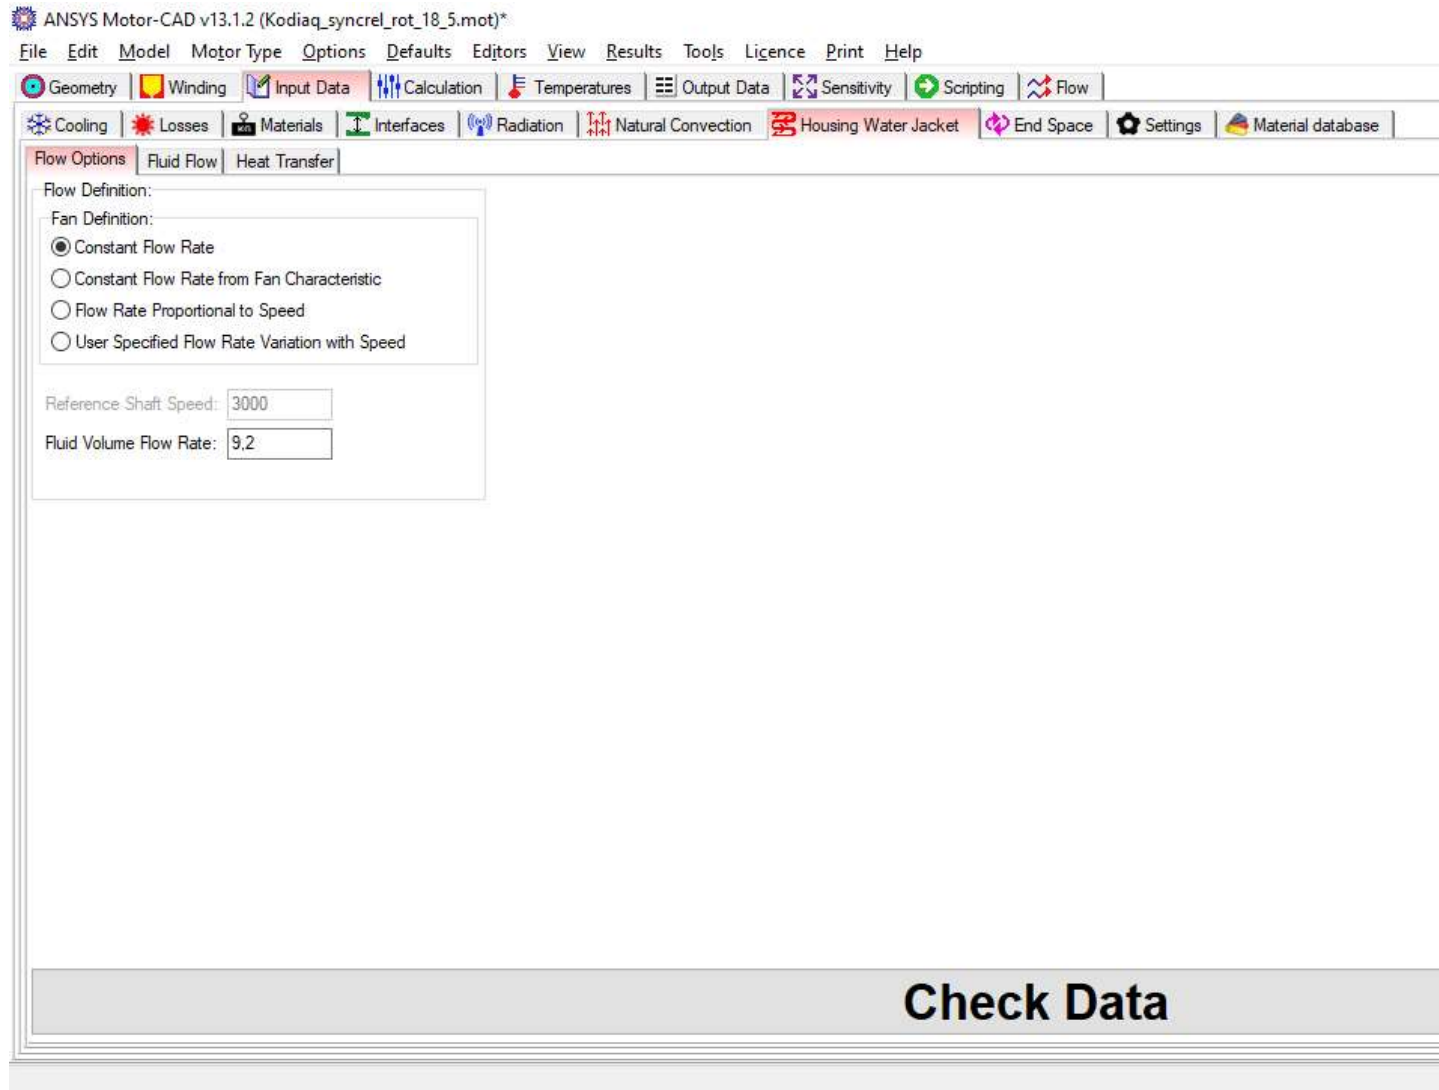 ANSYS Motor-CAD v13.1.2 (Kodiaq_syncrel_rot_18_5.mot)*
File Edit Model Motor Type Options Defaults Editors View Results Tools Licence Print Help
Geometry Winding Input Data Calculation Temperatures Output Data Sensitivity Scripting Flow
Cooling Losses Materials Interfaces Radiation Natural Convection Housing Water Jacket End Space Settings Material database
Flow Options Fluid Flow Heat Transfer
Flow Definition:
Fan Definition:
Constant Flow Rate
Constant Flow Rate from Fan Characteristic
Flow Rate Proportional to Speed
User Specified Flow Rate Variation with Speed
Reference Shaft Speed: 3000
Fluid Volume Flow Rate: 9,2
Check Data